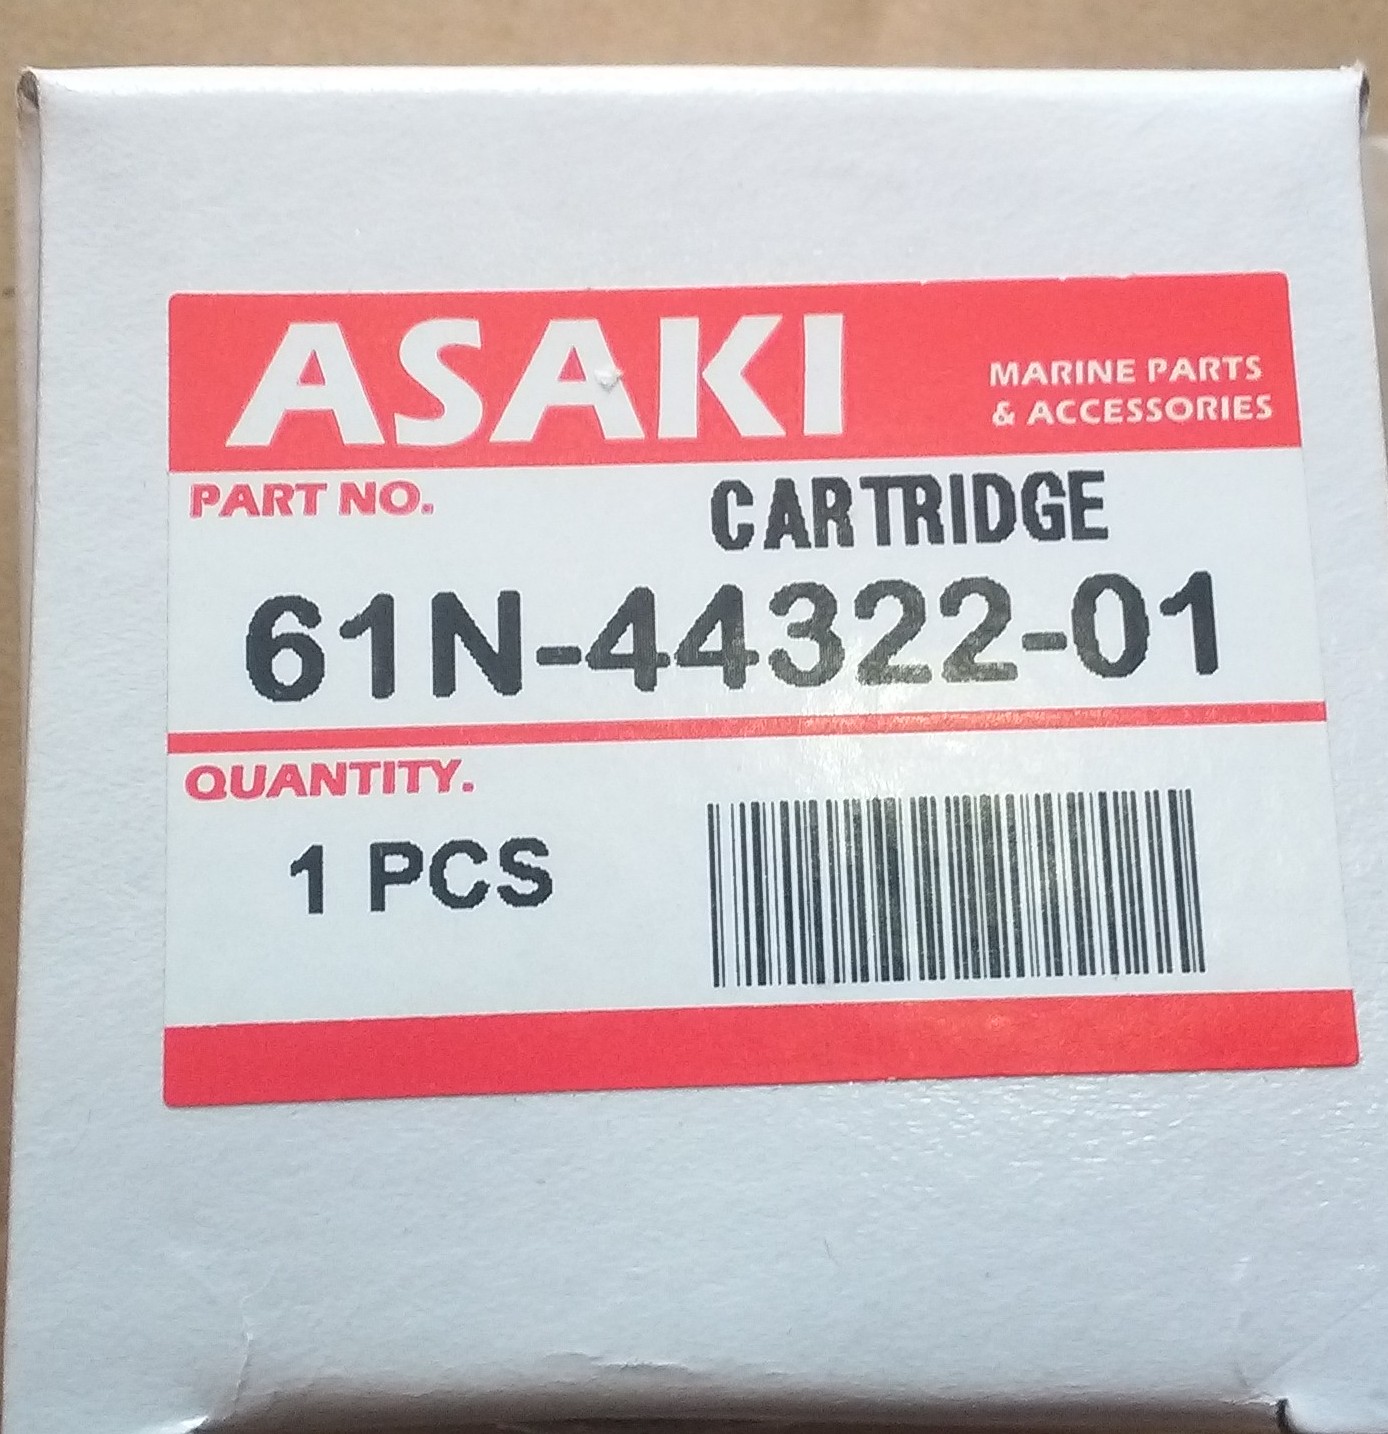 ASAKI
MARINE PARTS
& ACCESSORIES
PART NO.
CARTRIDGE
61N-44322-01
QUANTITY.
1 PCS